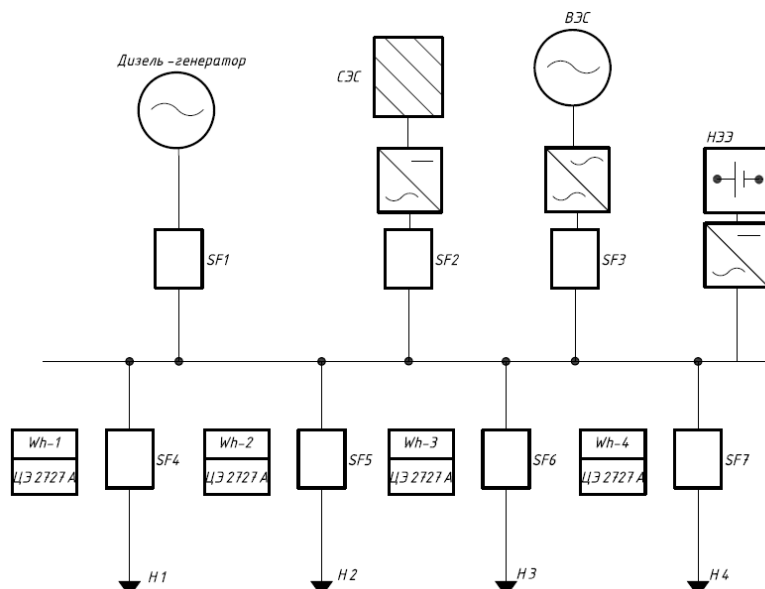 ВЭС
Дизель-генератор
СЭС
НЭЭ
SF1
SF2
SF3
Wh-1
Wh-2
Wh-3
Wh-4
ЦЭ 2727 А
SF4
ЦЭ 2727 А
SF5
ЦЭ 2727 А
SF6
ЦЭ 2727 А
SF7
Н1
Н2
Н3
Н4